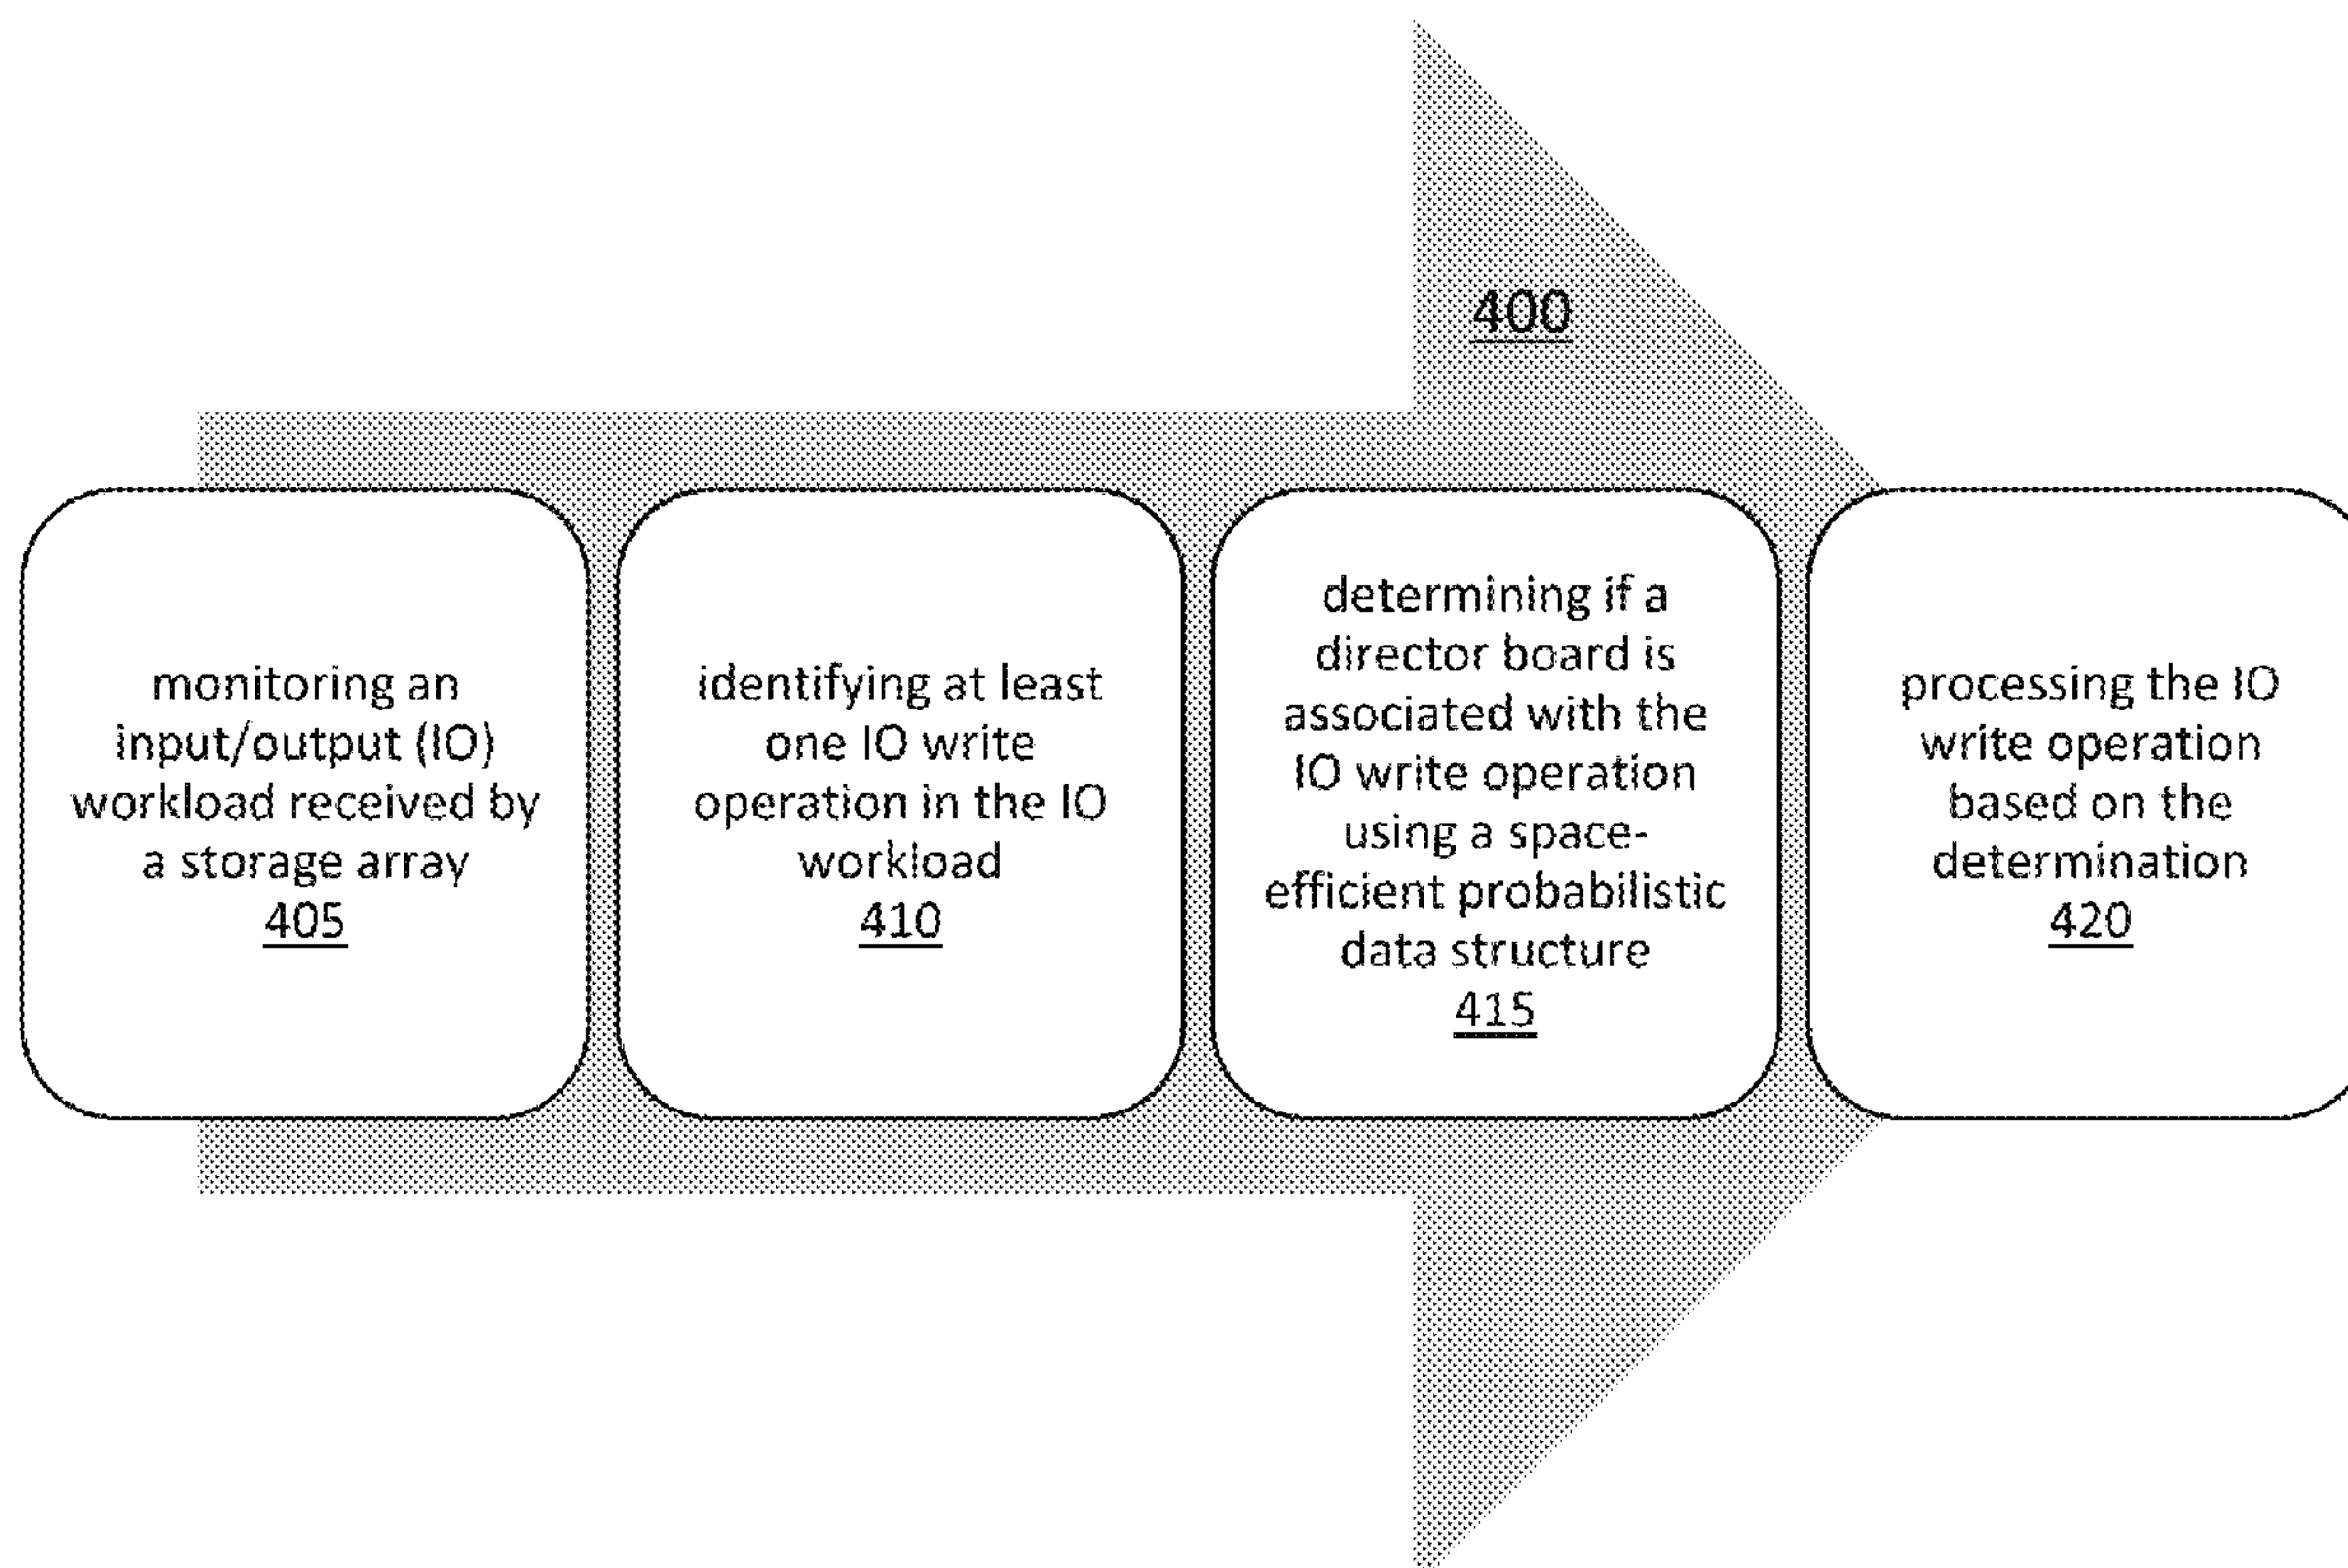 400
monitoring an
input/output (IO)
workload received by
a storage array
405
identifying at least
one IO write
operation in the IO
workload
410
determining if a
director board is
associated with the
IO write operation
using a space-
efficient probabilistic
data structure
415
processing the IO
write operation
based on the
determination
420